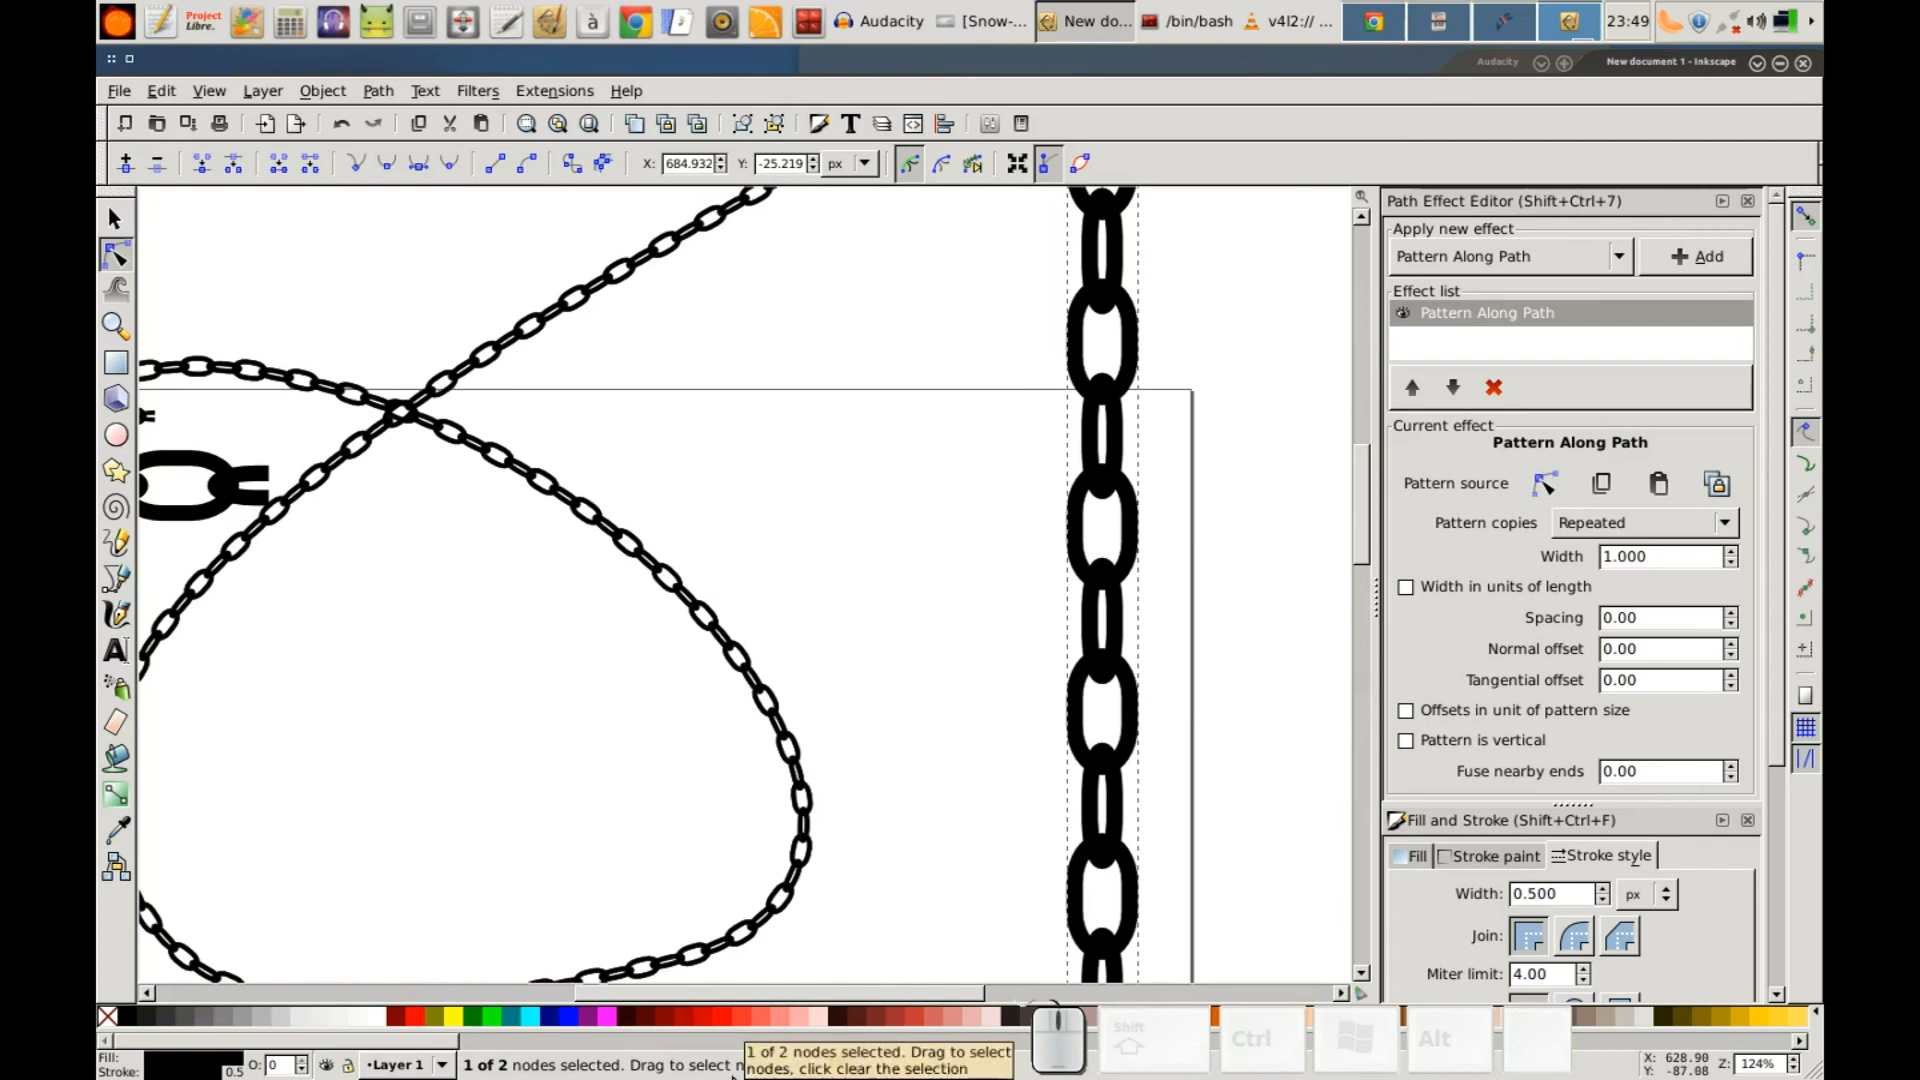 Project Libre.
à
Audacity
[Snow-...
New do...
/bin/bash
v4l2:// ...
23:49
Audacity
New document 1 - Inkscape
File Edit View Layer Object Path Text Filters Extensions Help
X: 684.932 Y: -25.219 px
Path Effect Editor (Shift+Ctrl+7)
Apply new effect
Pattern Along Path
Add
Effect list
Pattern Along Path
Current effect
Pattern Along Path
Pattern source
Pattern copies Repeated
Width 1.000
Width in units of length
Spacing 0.00
Normal offset 0.00
Tangential offset 0.00
Offsets in unit of pattern size
Pattern is vertical
Fuse nearby ends 0.00
Fill and Stroke (Shift+Ctrl+F)
Fill Stroke paint Stroke style
Width: 0.500 px
Join:
Miter limit: 4.00
Shift Ctrl Alt
Fill:
Stroke: 0.5
O: 0
Layer 1
1 of 2 nodes selected. Drag to select n
1 of 2 nodes selected. Drag to select
nodes, click clear the selection
X: 628.90
Y: -87.08
Z: 124%